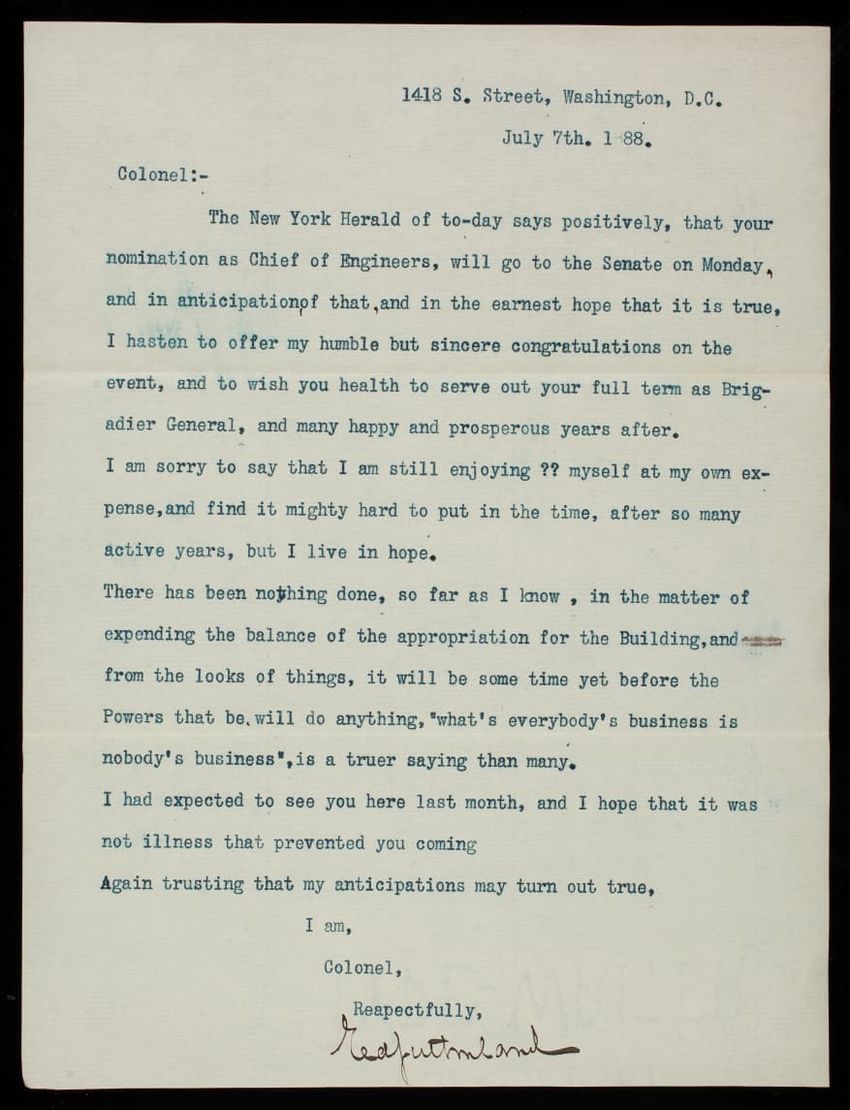 1418 S. Street, Washington, D.C.
July 7th. 1 88.
Colonel:-
The New York Herald of to-day says positively, that your
nomination as Chief of Engineers, will go to the Senate on Monday,
and in anticipationof that,and in the earnest hope that it is true,
I hasten to offer my humble but sincere congratulations on the
event, and to wish you health to serve out your full term as Brig-
adier General, and many happy and prosperous years after.
I am sorry to say that I am still enjoying ?? myself at my own ex-
pense,and find it mighty hard to put in the time, after so many
active years, but I live in hope.
There has been nothing done, so far as I know , in the matter of
expending the balance of the appropriation for the Building,and
from the looks of things, it will be some time yet before the
Powers that be,will do anything,"what's everybody's business is
nobody's business",is a truer saying than many.
I had expected to see you here last month, and I hope that it was
not illness that prevented you coming
Again trusting that my anticipations may turn out true,
I am,
Colonel,
Reapectfully,